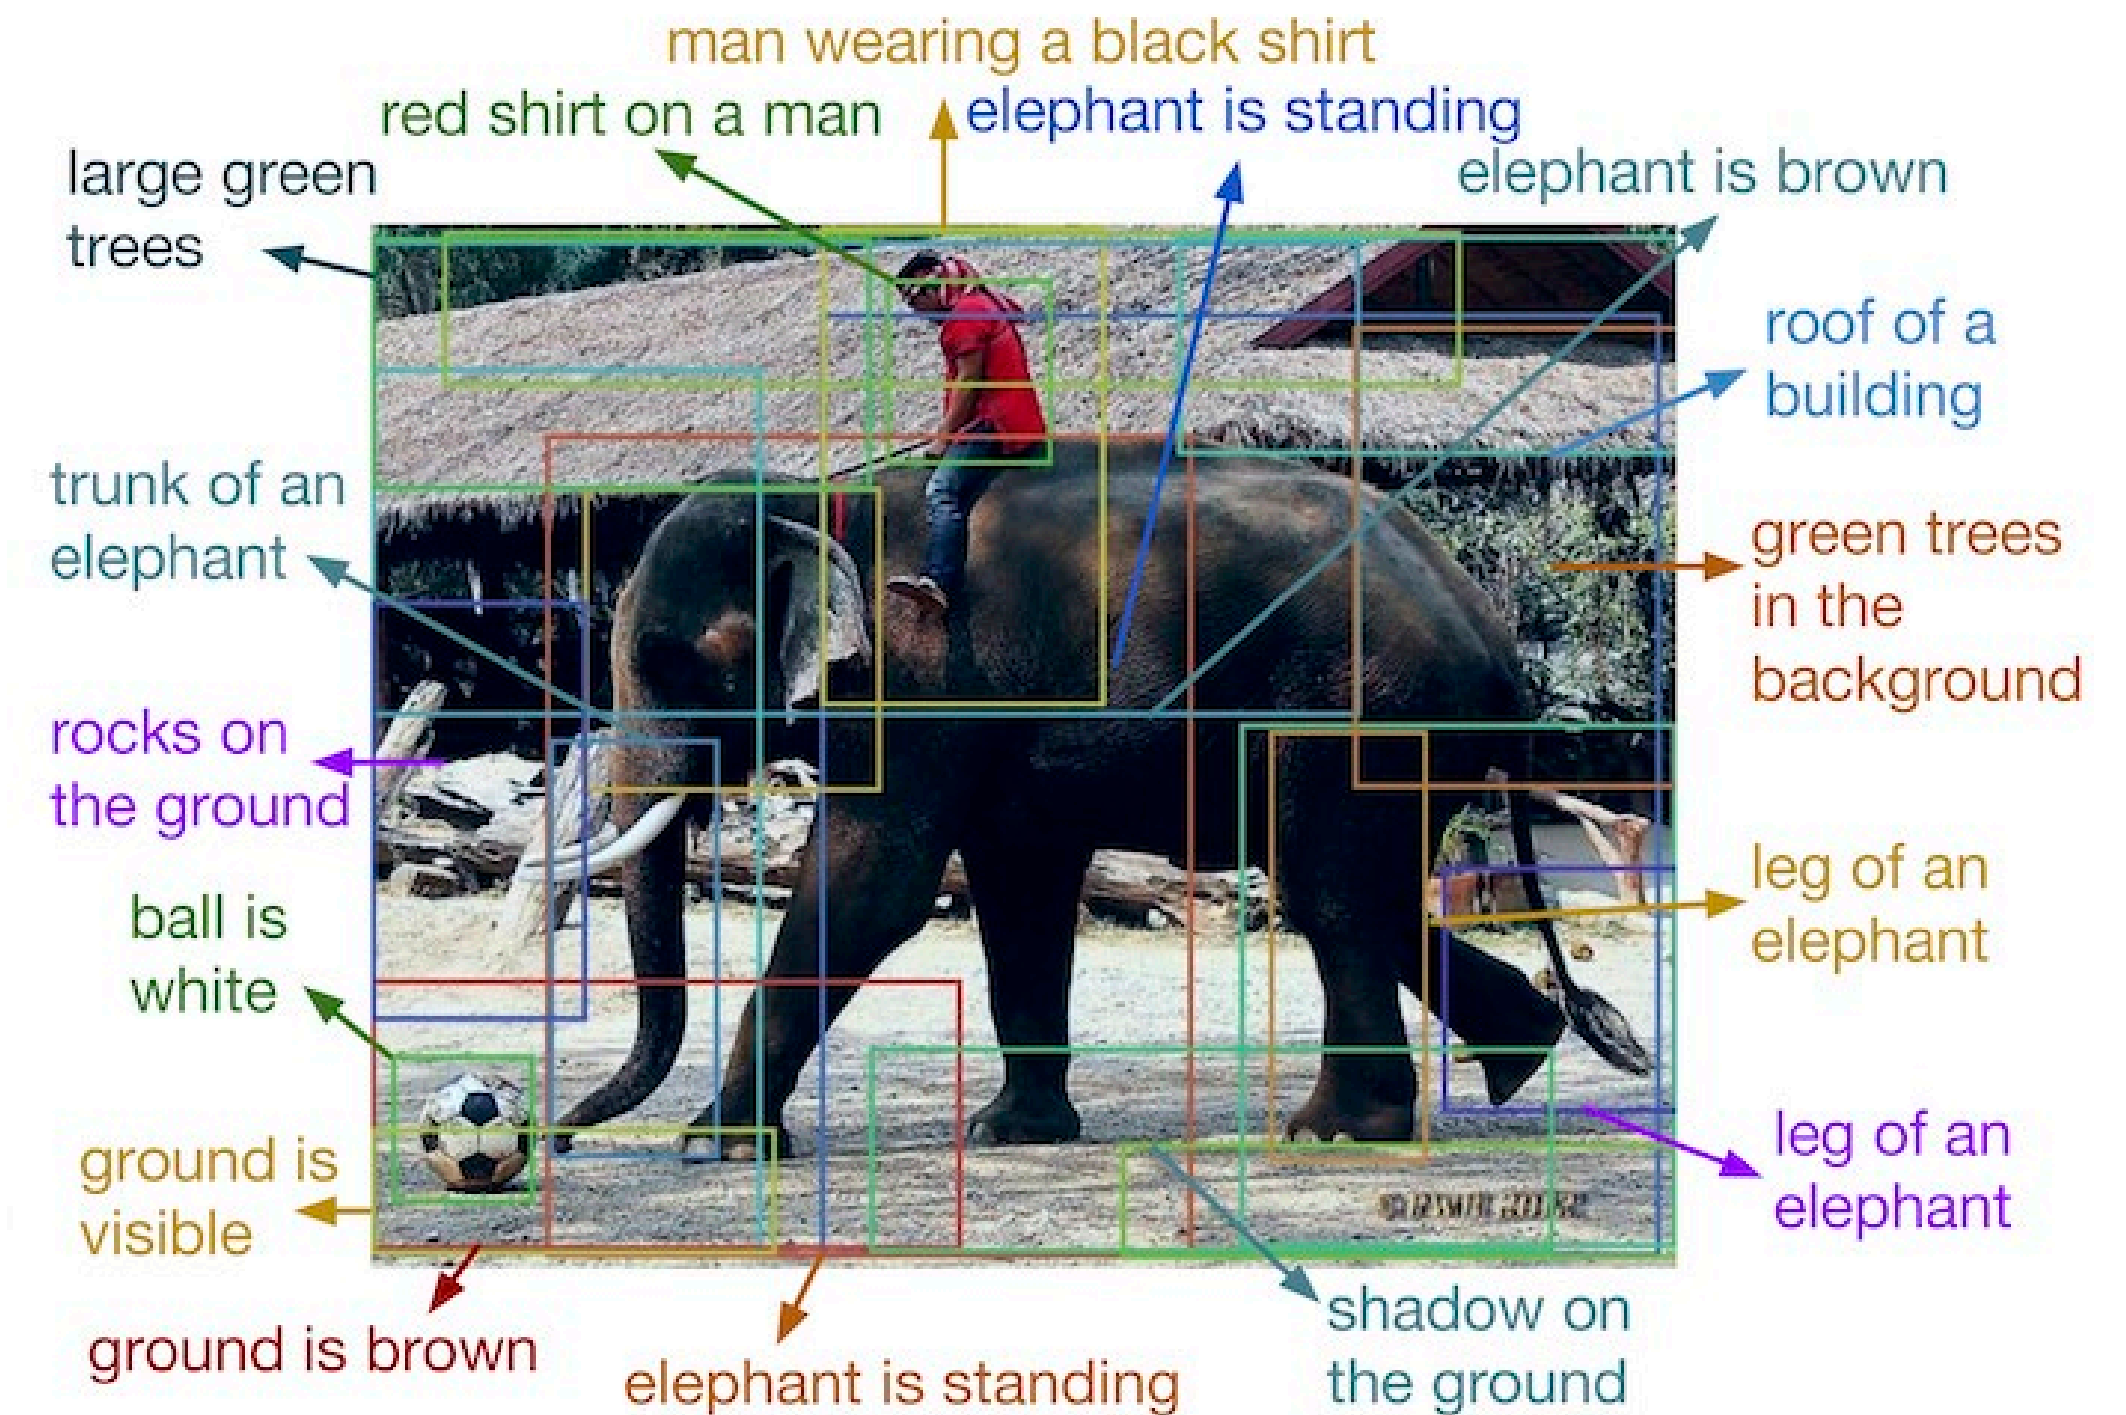 man wearing a black shirt
red shirt on a man
elephant is standing
large green
trees
elephant is brown
roof of a
building
trunk of an
elephant
green trees
in the
background
rocks on
the ground
leg of an
elephant
ball is
white
ground is
visible
leg of an
elephant
ground is brown
elephant is standing
shadow on
the ground